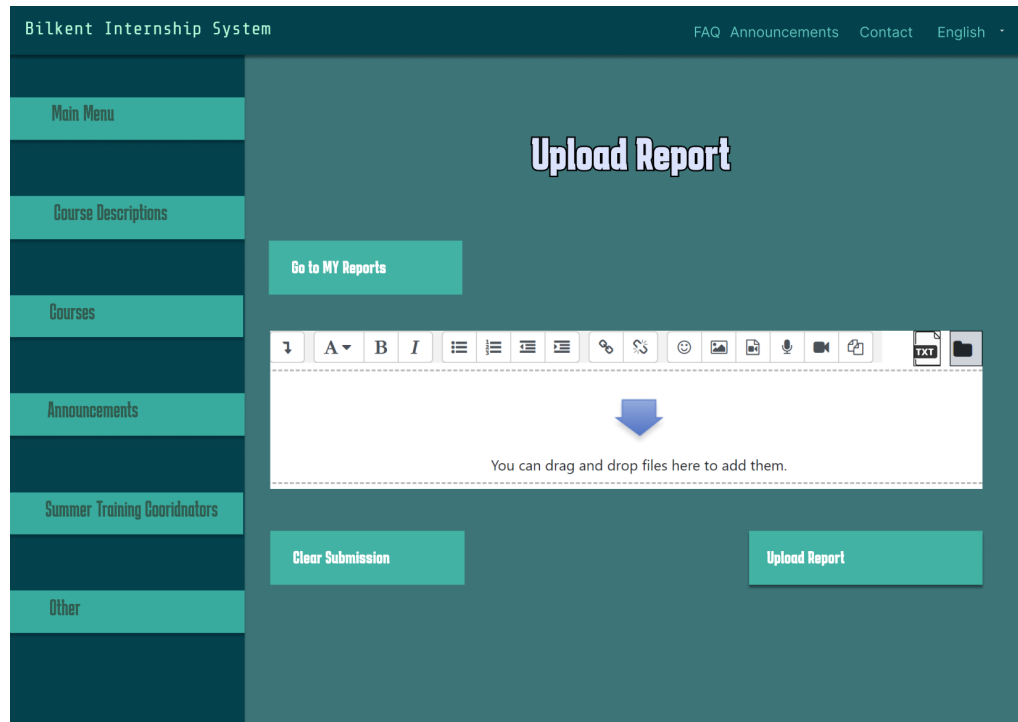 Bilkent Internship System
FAQ Announcements Contact English
Main Menu
Upload Report
Course Descriptions
Go to MY Reports
Courses
A B I
TXT
Announcements
You can drag and drop files here to add them.
Summer Training Cooridnators
Clear Submission
Upload Report
Other